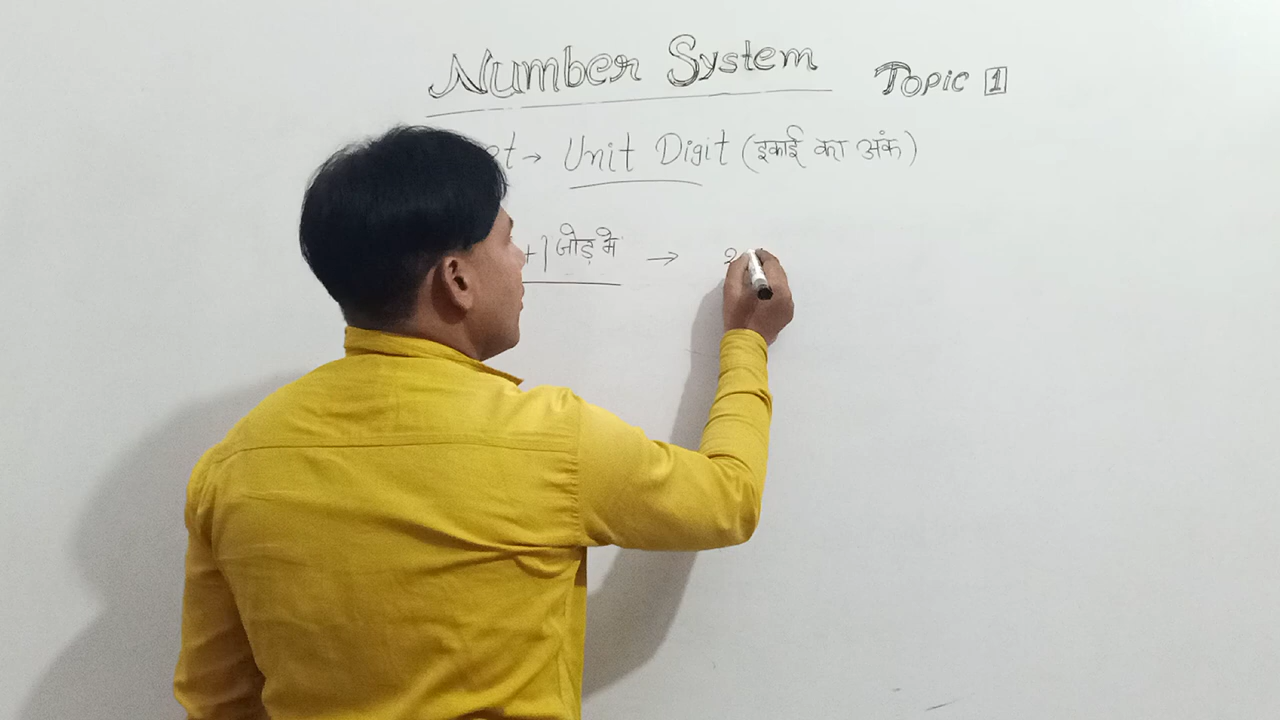 Number System Topic 1
→ Unit Digit (इकाई का अंक)
+ जोड़ में →